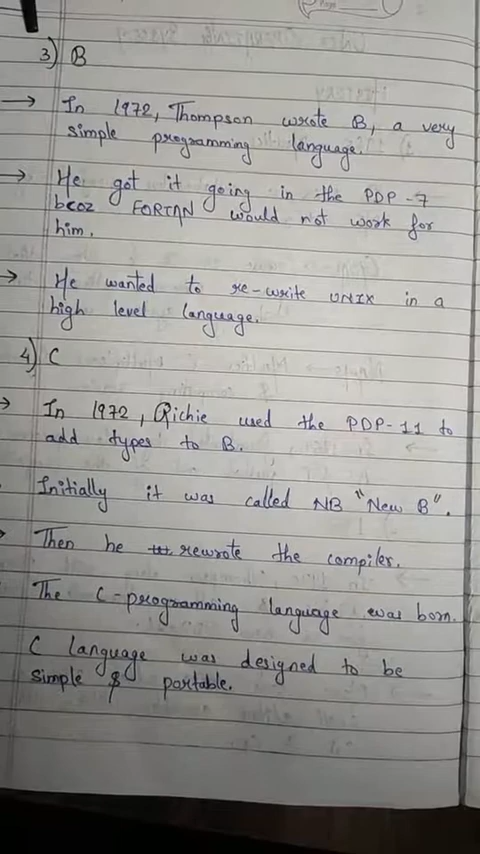 3) B
→ In 1972, Thompson wrote B, a very
simple programming language.
→ He got it going in the PDP-7
bcoz FORTAN would not work for
him.
→ He wanted to re-write UNIX in a
high level language.
4) C
→ In 1972, Richie used the PDP-11 to
add types to B.
Initially it was called NB "New B".
Then he rewrote the compiler.
The C-programming language was born.
C language was designed to be
simple & portable.